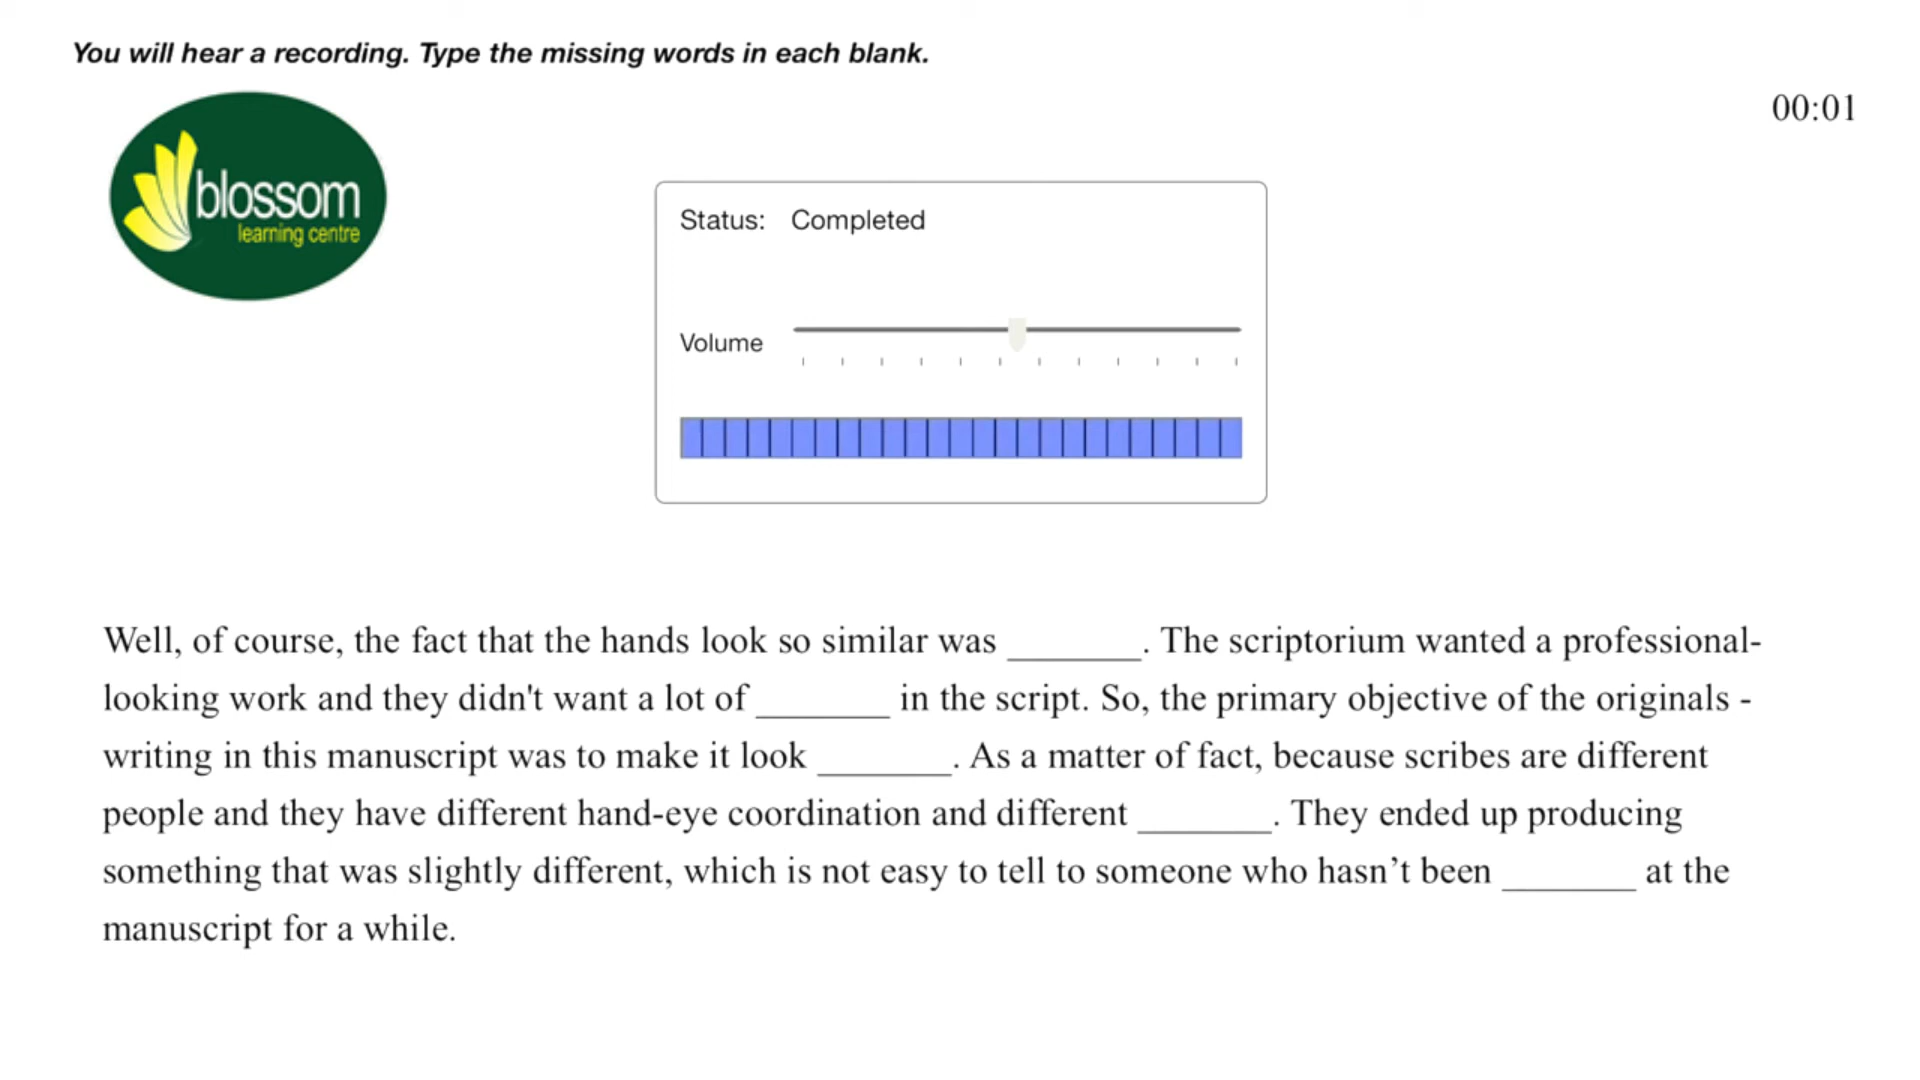 You will hear a recording. Type the missing words in each blank.
00:01
blossom
learning centre
Status: Completed
Volume
Well, of course, the fact that the hands look so similar was ________. The scriptorium wanted a professional-
looking work and they didn't want a lot of ________ in the script. So, the primary objective of the originals -
writing in this manuscript was to make it look ________. As a matter of fact, because scribes are different
people and they have different hand-eye coordination and different ________. They ended up producing
something that was slightly different, which is not easy to tell to someone who hasn’t been ________ at the
manuscript for a while.